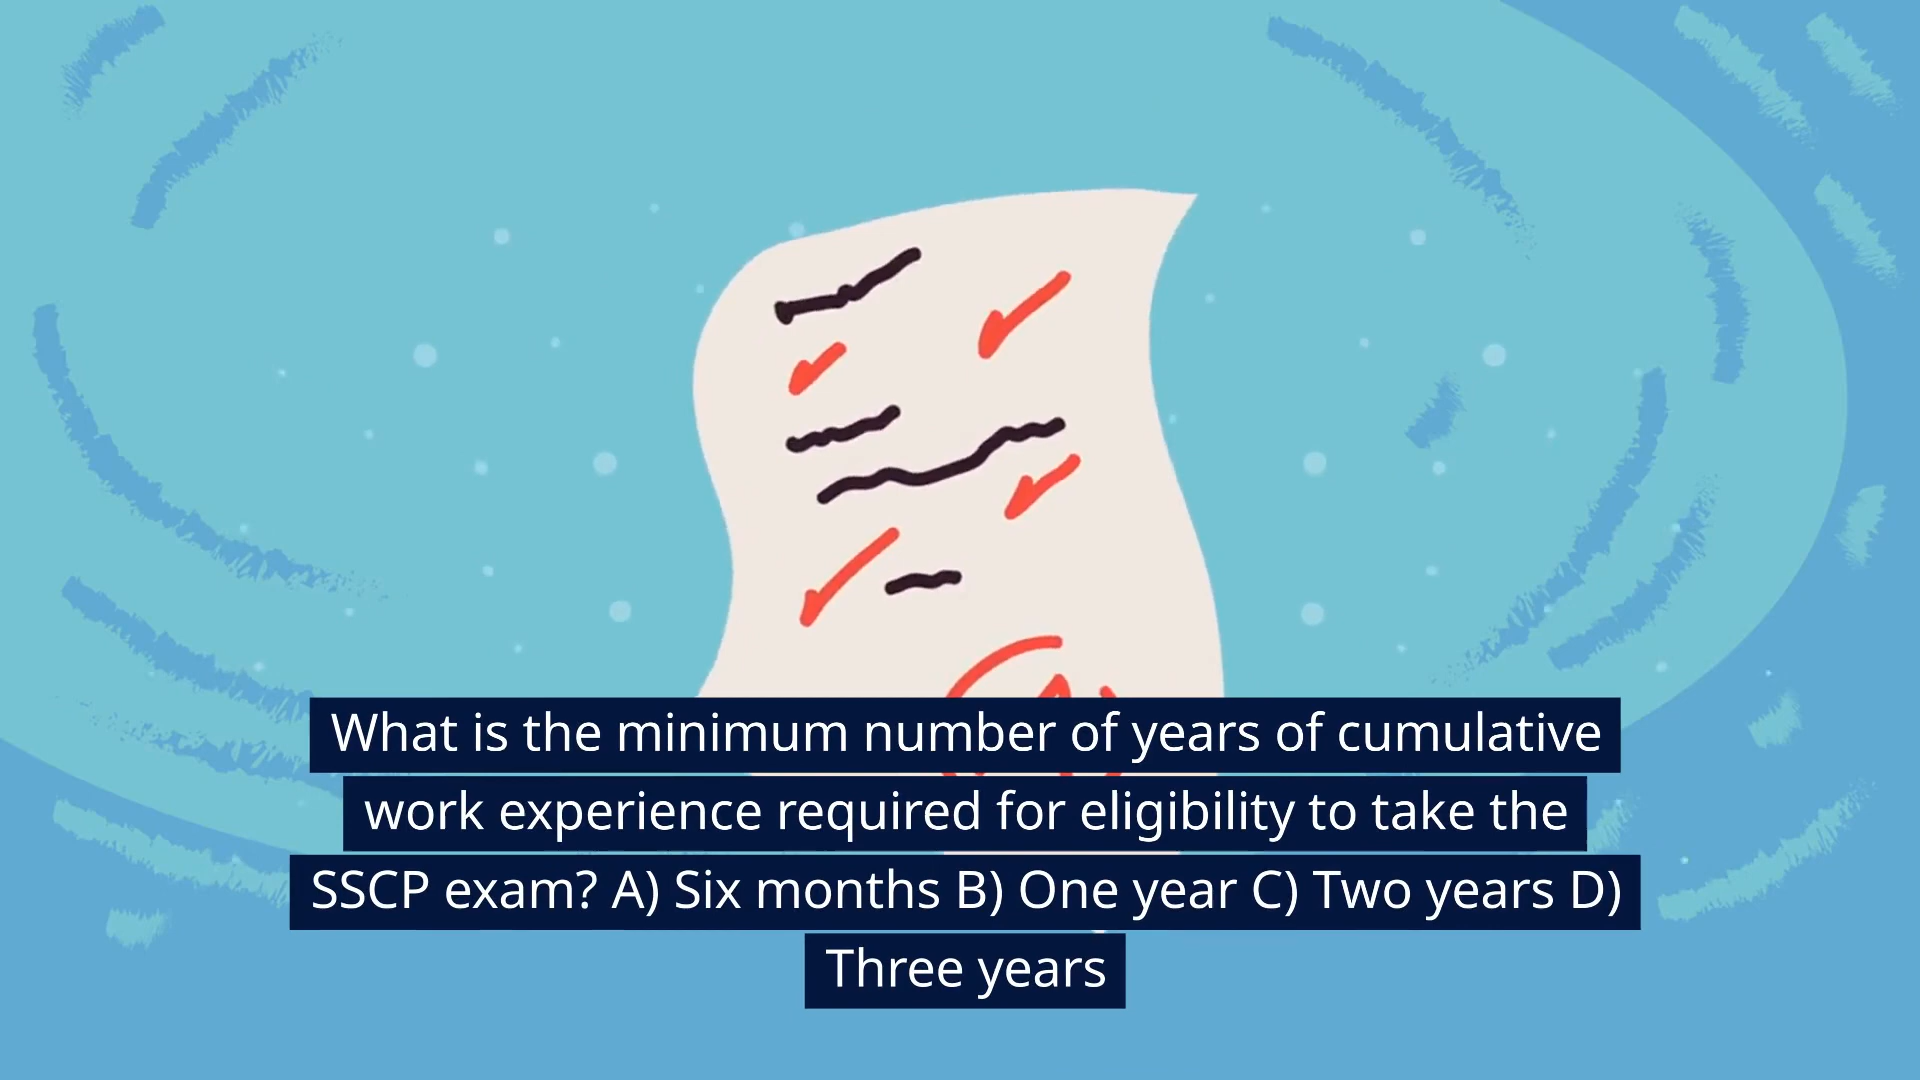 What is the minimum number of years of cumulative
work experience required for eligibility to take the
SSCP exam? A) Six months B) One year C) Two years D)
Three years